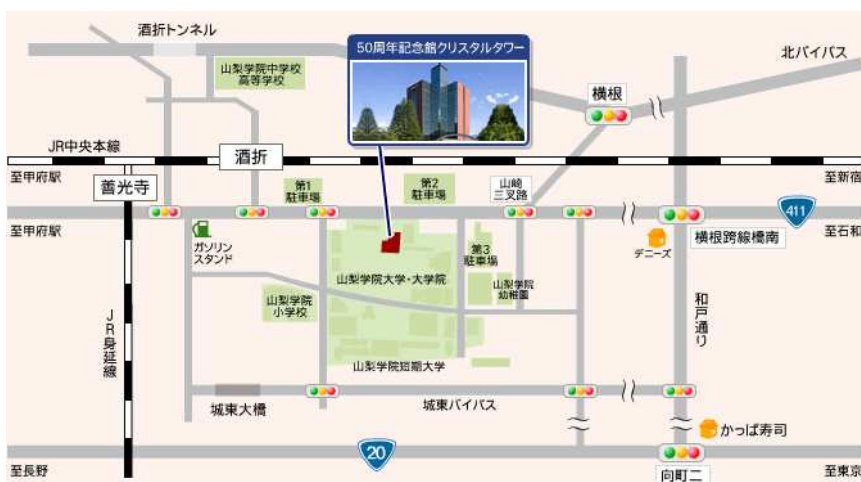 酒折トンネル
50周年記念館クリスタルタワー
北バイパス
山梨学院中学校
高等学校
横根
JR中央本線
酒折
至甲府駅
善光寺
第1
駐車場
第2
駐車場
山崎
三叉路
至新宿
411
至甲府駅
ガソリン
スタンド
第3
駐車場
デニーズ
横根跨線橋南
至石和
山梨学院大学・大学院
山梨学院
幼稚園
山梨学院
小学校
和戸通り
JR身延線
山梨学院短期大学
城東大橋
城東バイパス
かっぱ寿司
20
至長野
向町二
至東京